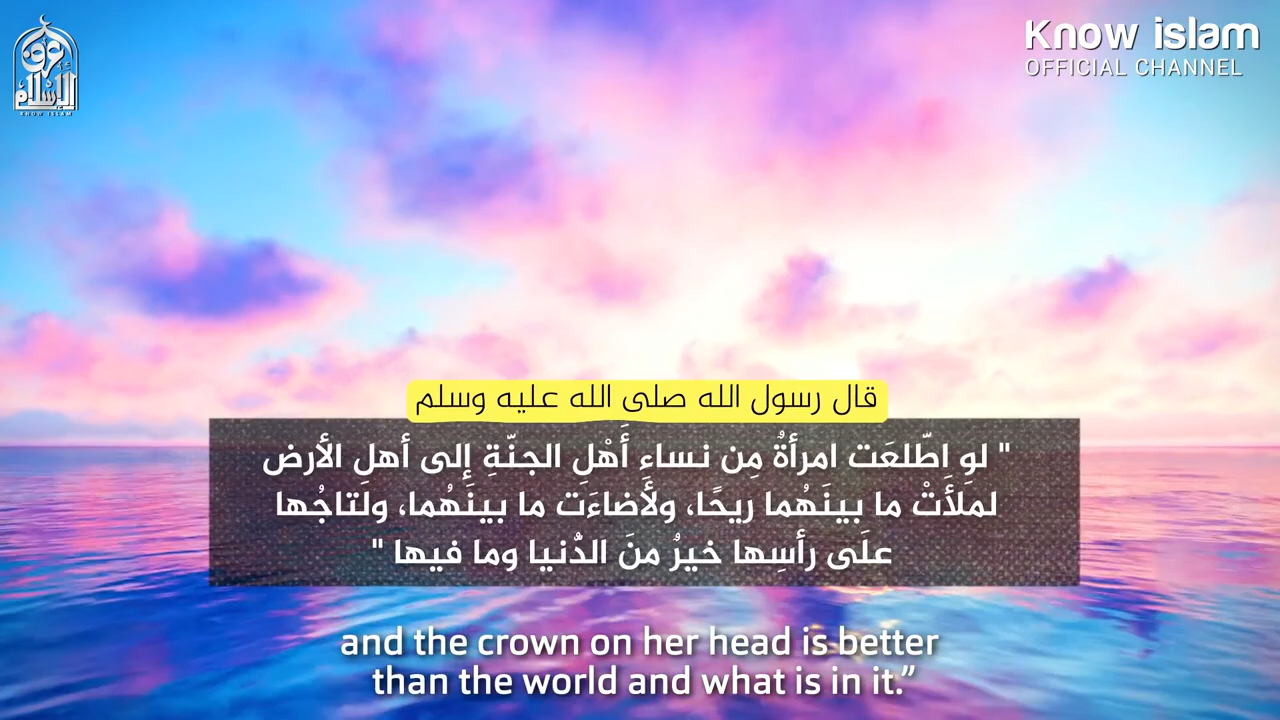 Know islam
OFFICIAL CHANNEL
KNOW ISLAM
قال رسول الله صلى الله عليه وسلم
" لوِ اطّلعَت امرأةٌ مِن نساءِ أَهْلِ الجنّةِ إلى أهلِ الأرض
لملأَتْ ما بينَهُما ريحًا، ولأَضاءَت ما بينَهُما، ولَتاجُها
علَى رأسِها خيرٌ منَ الدُّنيا وما فيها "
and the crown on her head is better
than the world and what is in it.”